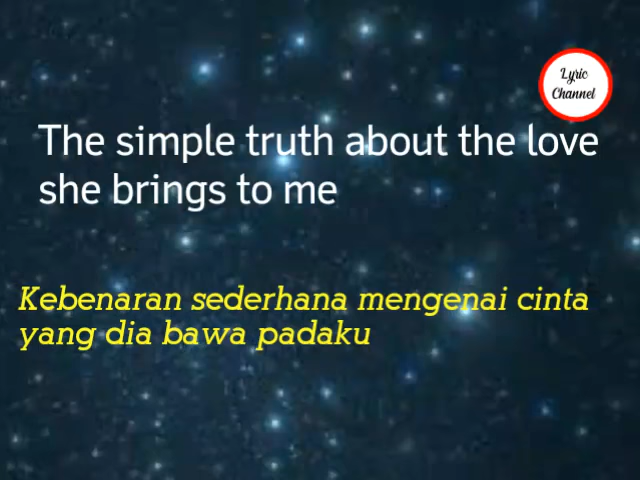 Lyric
Channel
The simple truth about the love
she brings to me
Kebenaran sederhana mengenai cinta
yang dia bawa padaku